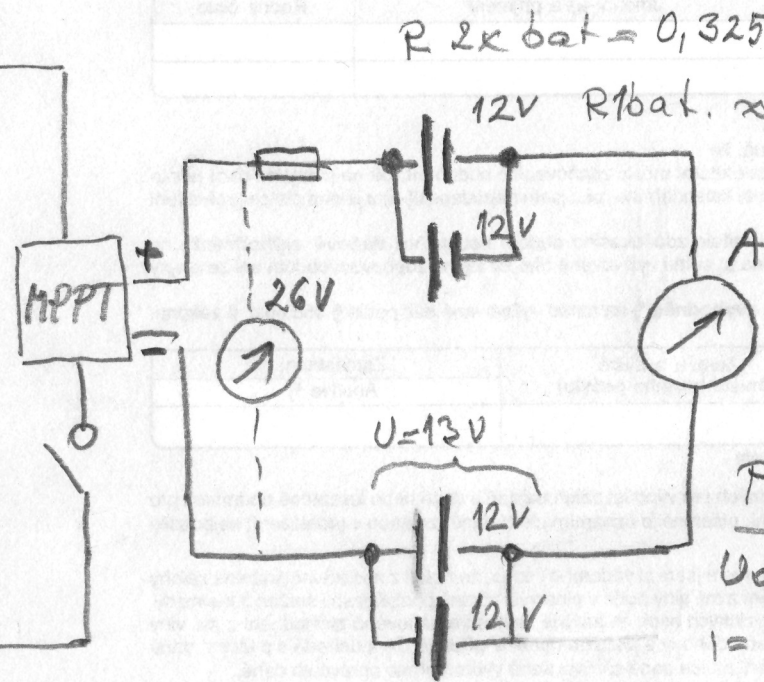 R 2x bat = 0,325
12V R1bat.
12V
A
+
MPPT
26V
-
U=13V
12V
12V